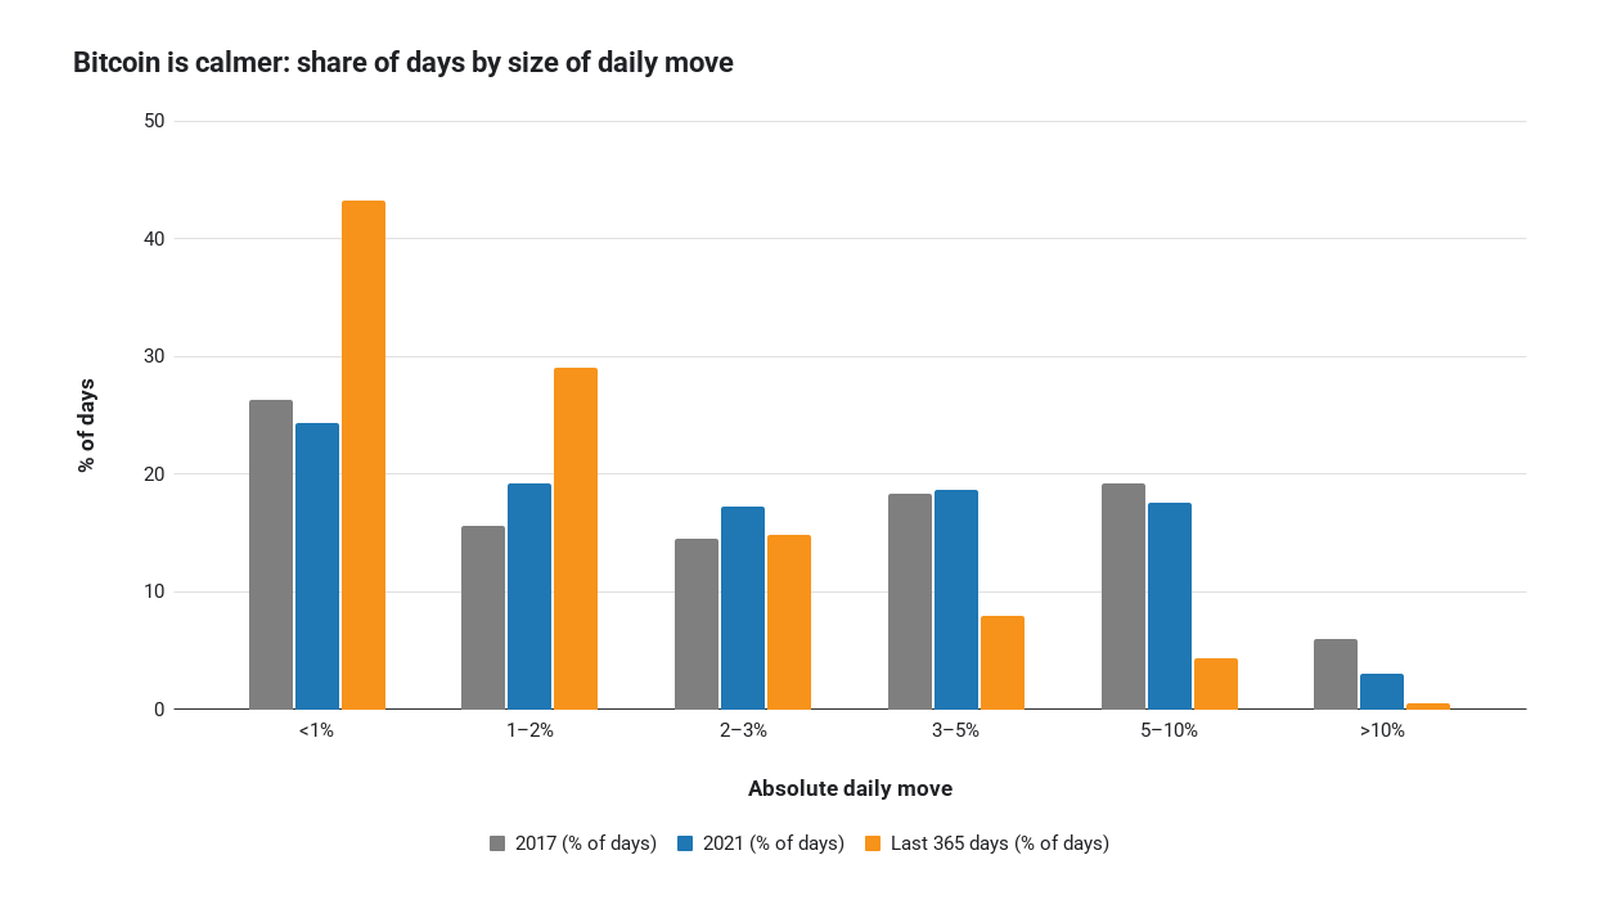 Bitcoin is calmer: share of days by size of daily move
50
40
30
20
10
0
% of days
<1%
1–2%
2–3%
3–5%
5–10%
>10%
Absolute daily move
2017 (% of days)
2021 (% of days)
Last 365 days (% of days)